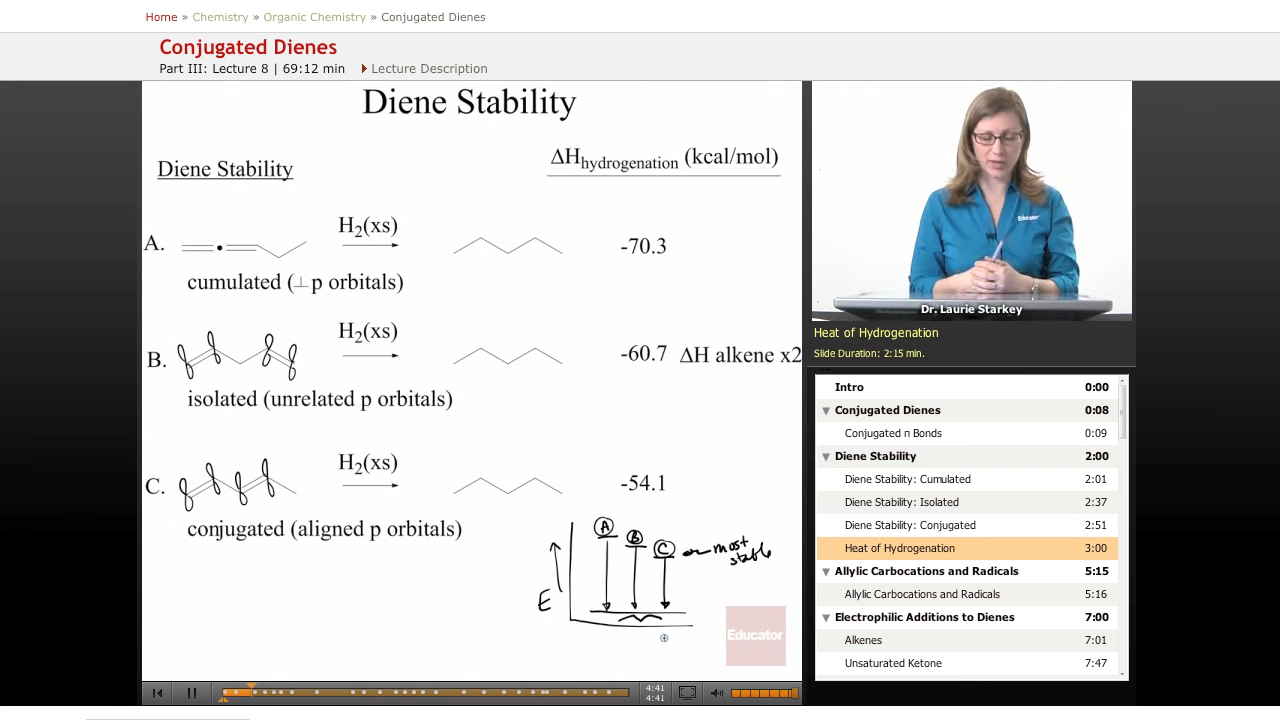 Home » Chemistry » Organic Chemistry » Conjugated Dienes
Conjugated Dienes
Part III: Lecture 8 | 69:12 min
Lecture Description
Diene Stability
Diene Stability
ΔHhydrogenation (kcal/mol)
A.
H2(xs)
-70.3
cumulated (⊥p orbitals)
B.
H2(xs)
-60.7 ΔH alkene x2
isolated (unrelated p orbitals)
C.
H2(xs)
-54.1
conjugated (aligned p orbitals)
E
A
B
C
most
stable
Educator
4:41
4:41
Educator
Dr. Laurie Starkey
Heat of Hydrogenation
Slide Duration: 2:15 min.
Intro 0:00
Conjugated Dienes 0:08
Conjugated π Bonds 0:09
Diene Stability 2:00
Diene Stability: Cumulated 2:01
Diene Stability: Isolated 2:37
Diene Stability: Conjugated 2:51
Heat of Hydrogenation 3:00
Allylic Carbocations and Radicals 5:15
Allylic Carbocations and Radicals 5:16
Electrophilic Additions to Dienes 7:00
Alkenes 7:01
Unsaturated Ketone 7:47